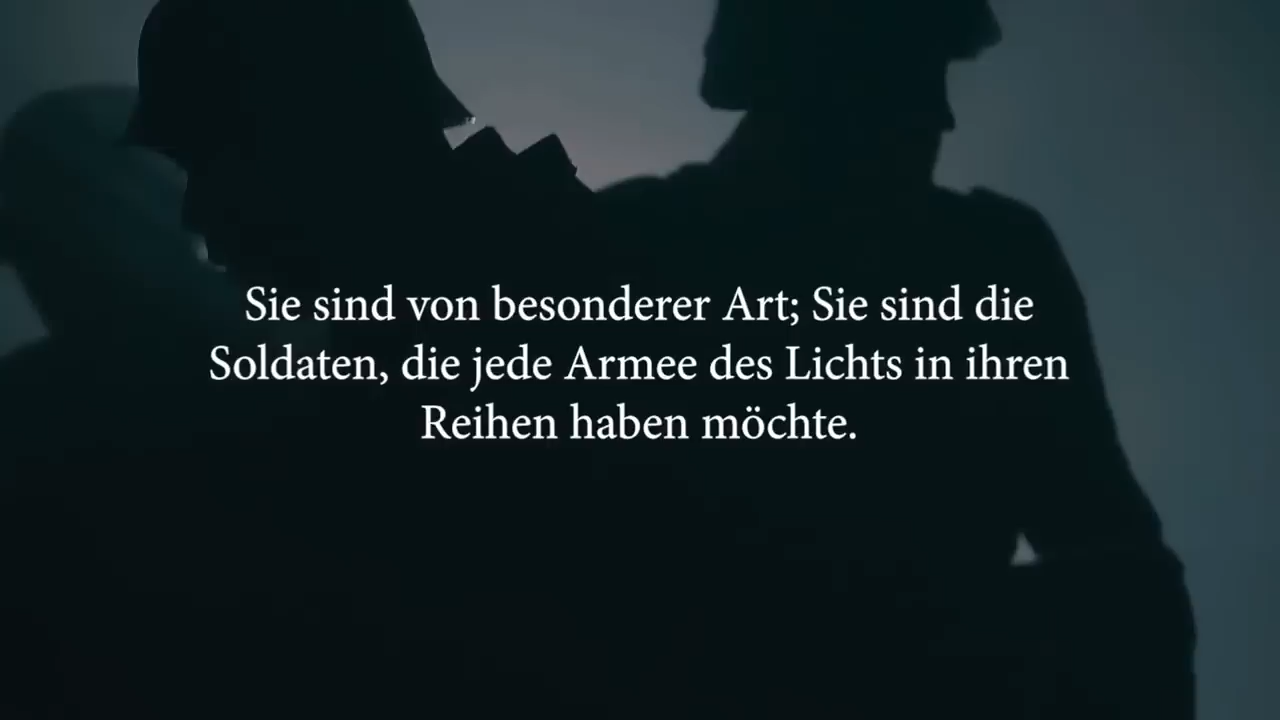 Sie sind von besonderer Art; Sie sind die
Soldaten, die jede Armee des Lichts in ihren
Reihen haben möchte.